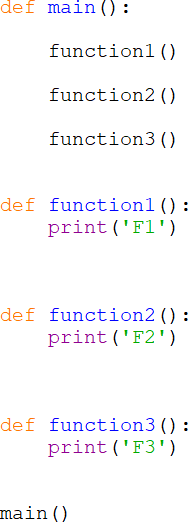 def main():
    function1()
    function2()
    function3()
def function1():
    print('F1')
def function2():
    print('F2')
def function3():
    print('F3')
main()